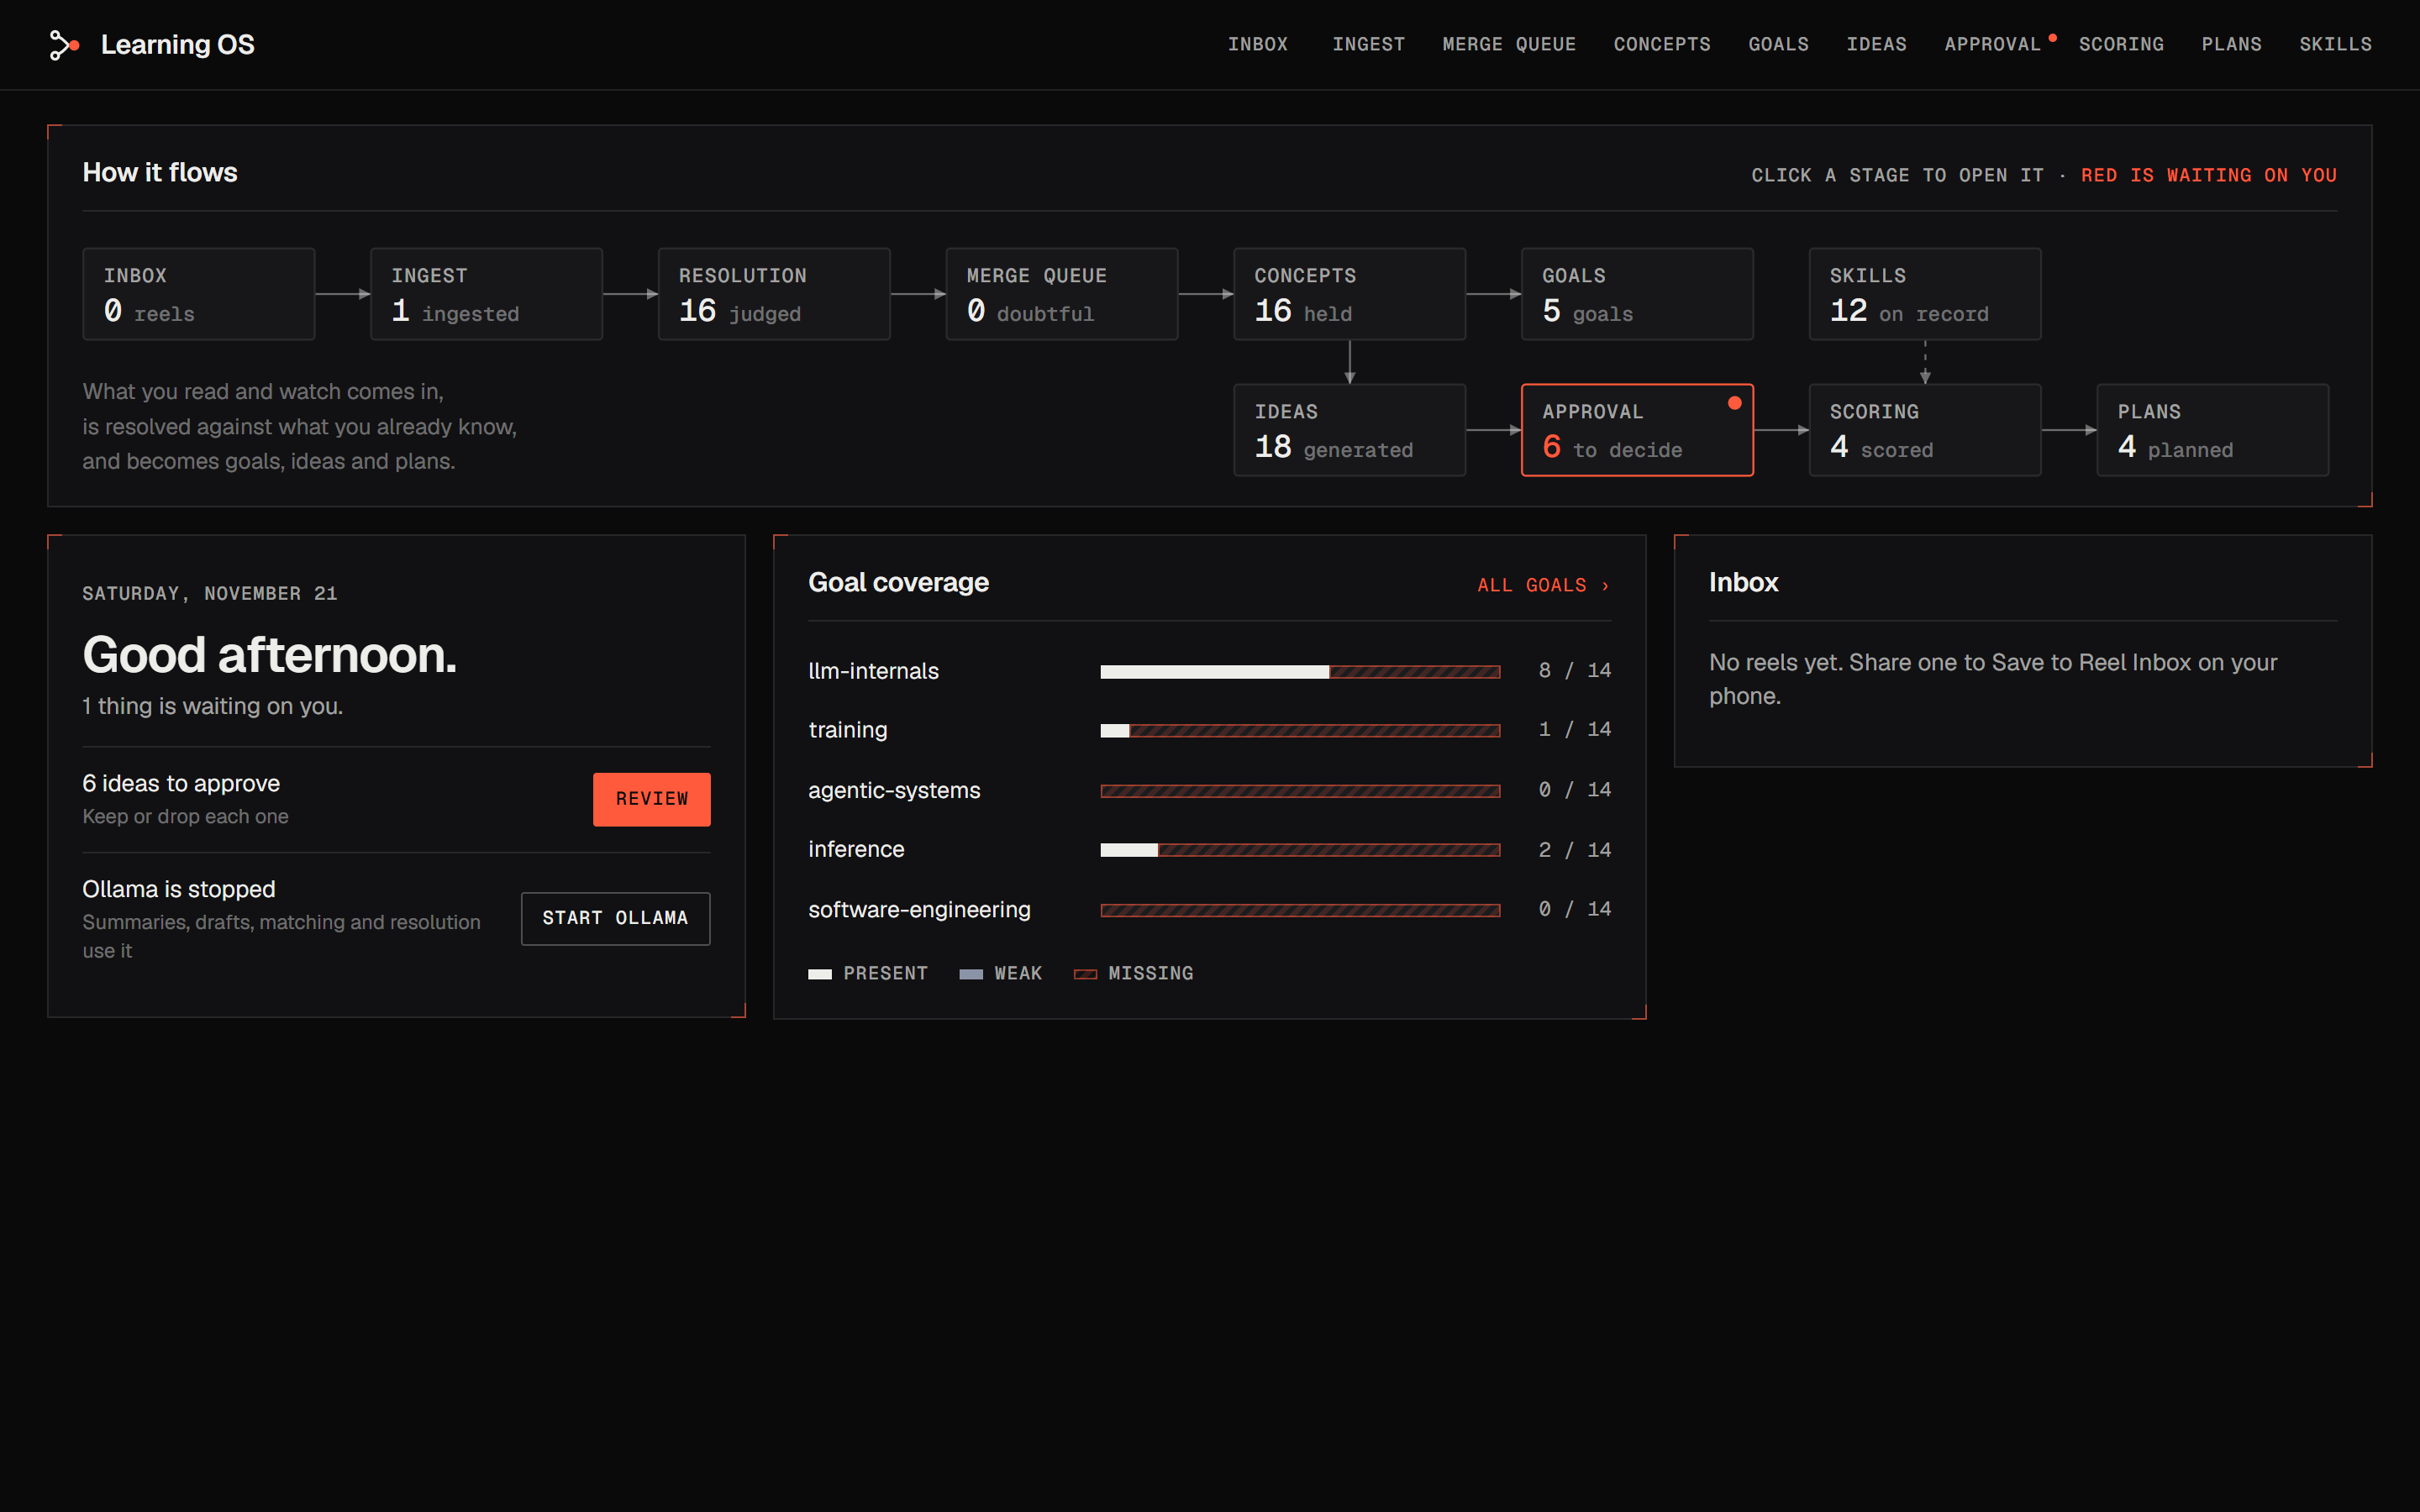 Learning OS
INBOX INGEST MERGE QUEUE CONCEPTS GOALS IDEAS APPROVAL SCORING PLANS SKILLS
How it flows
CLICK A STAGE TO OPEN IT · RED IS WAITING ON YOU
INBOX
0 reels
INGEST
1 ingested
RESOLUTION
16 judged
MERGE QUEUE
0 doubtful
CONCEPTS
16 held
GOALS
5 goals
SKILLS
12 on record
What you read and watch comes in,
is resolved against what you already know,
and becomes goals, ideas and plans.
IDEAS
18 generated
APPROVAL
6 to decide
SCORING
4 scored
PLANS
4 planned
SATURDAY, NOVEMBER 21
Good afternoon.
1 thing is waiting on you.
6 ideas to approve
Keep or drop each one
REVIEW
Ollama is stopped
Summaries, drafts, matching and resolution
use it
START OLLAMA
Goal coverage
ALL GOALS ›
llm-internals 8 / 14
training 1 / 14
agentic-systems 0 / 14
inference 2 / 14
software-engineering 0 / 14
PRESENT WEAK MISSING
Inbox
No reels yet. Share one to Save to Reel Inbox on your
phone.